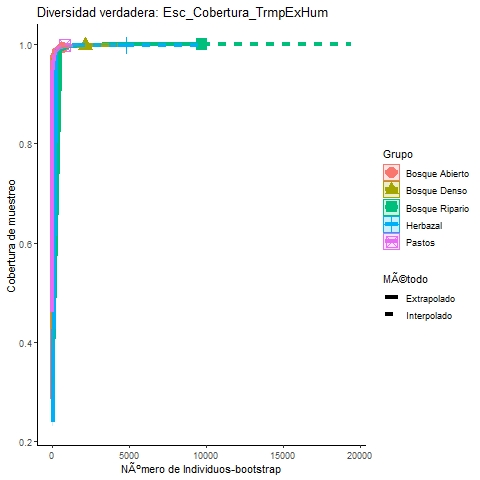 Diversidad verdadera: Esc_Cobertura_TrmpExHum
1.0
0.8
0.6
0.4
0.2
Cobertura de muestreo
0
5000
10000
15000
20000
NÃºmero de Individuos-bootstrap
Grupo
Bosque Abierto
Bosque Denso
Bosque Ripario
Herbazal
Pastos
MÃ©todo
Extrapolado
Interpolado